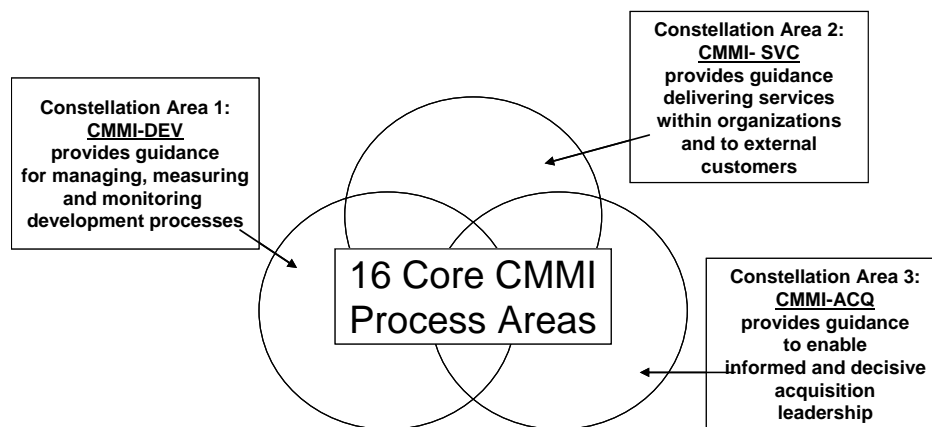 Constellation Area 1:
CMMI-DEV
provides guidance
for managing, measuring
and monitoring
development processes
Constellation Area 2:
CMMI- SVC
provides guidance
delivering services
within organizations
and to external
customers
16 Core CMMI
Process Areas
Constellation Area 3:
CMMI-ACQ
provides guidance
to enable
informed and decisive
acquisition
leadership